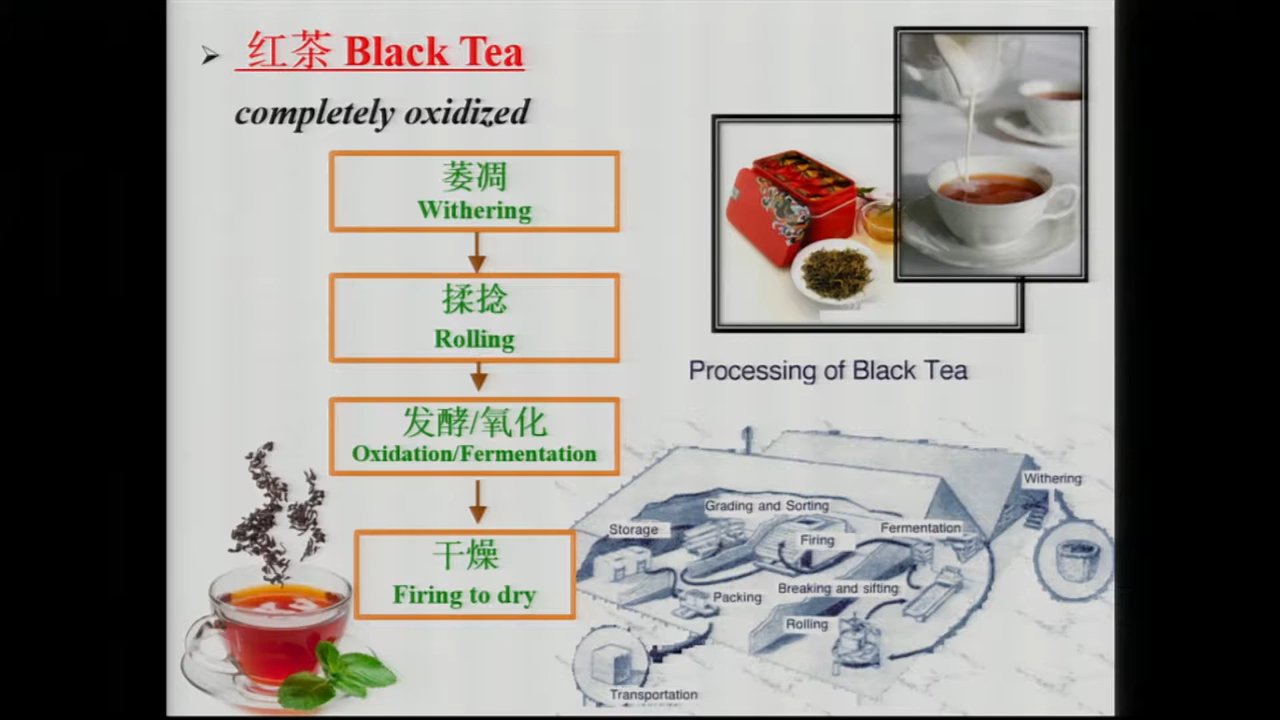 红茶 Black Tea
completely oxidized
萎凋
Withering
揉捻
Rolling
发酵/氧化
Oxidation/Fermentation
干燥
Firing to dry
Processing of Black Tea
Withering
Grading and Sorting
Storage
Fermentation
Firing
Breaking and sifting
Packing
Rolling
Transportation